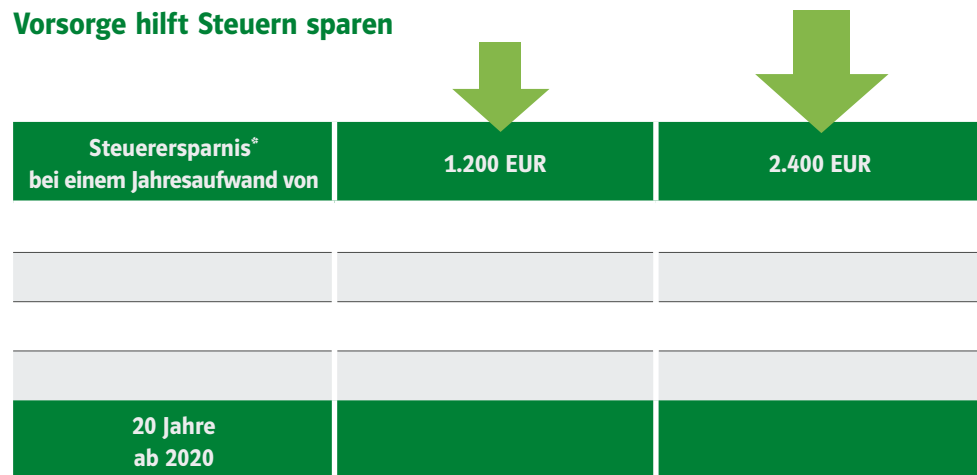 Vorsorge hilft Steuern sparen
Steuerersparnis*
bei einem Jahresaufwand von
1.200 EUR
2.400 EUR
20 Jahre
ab 2020